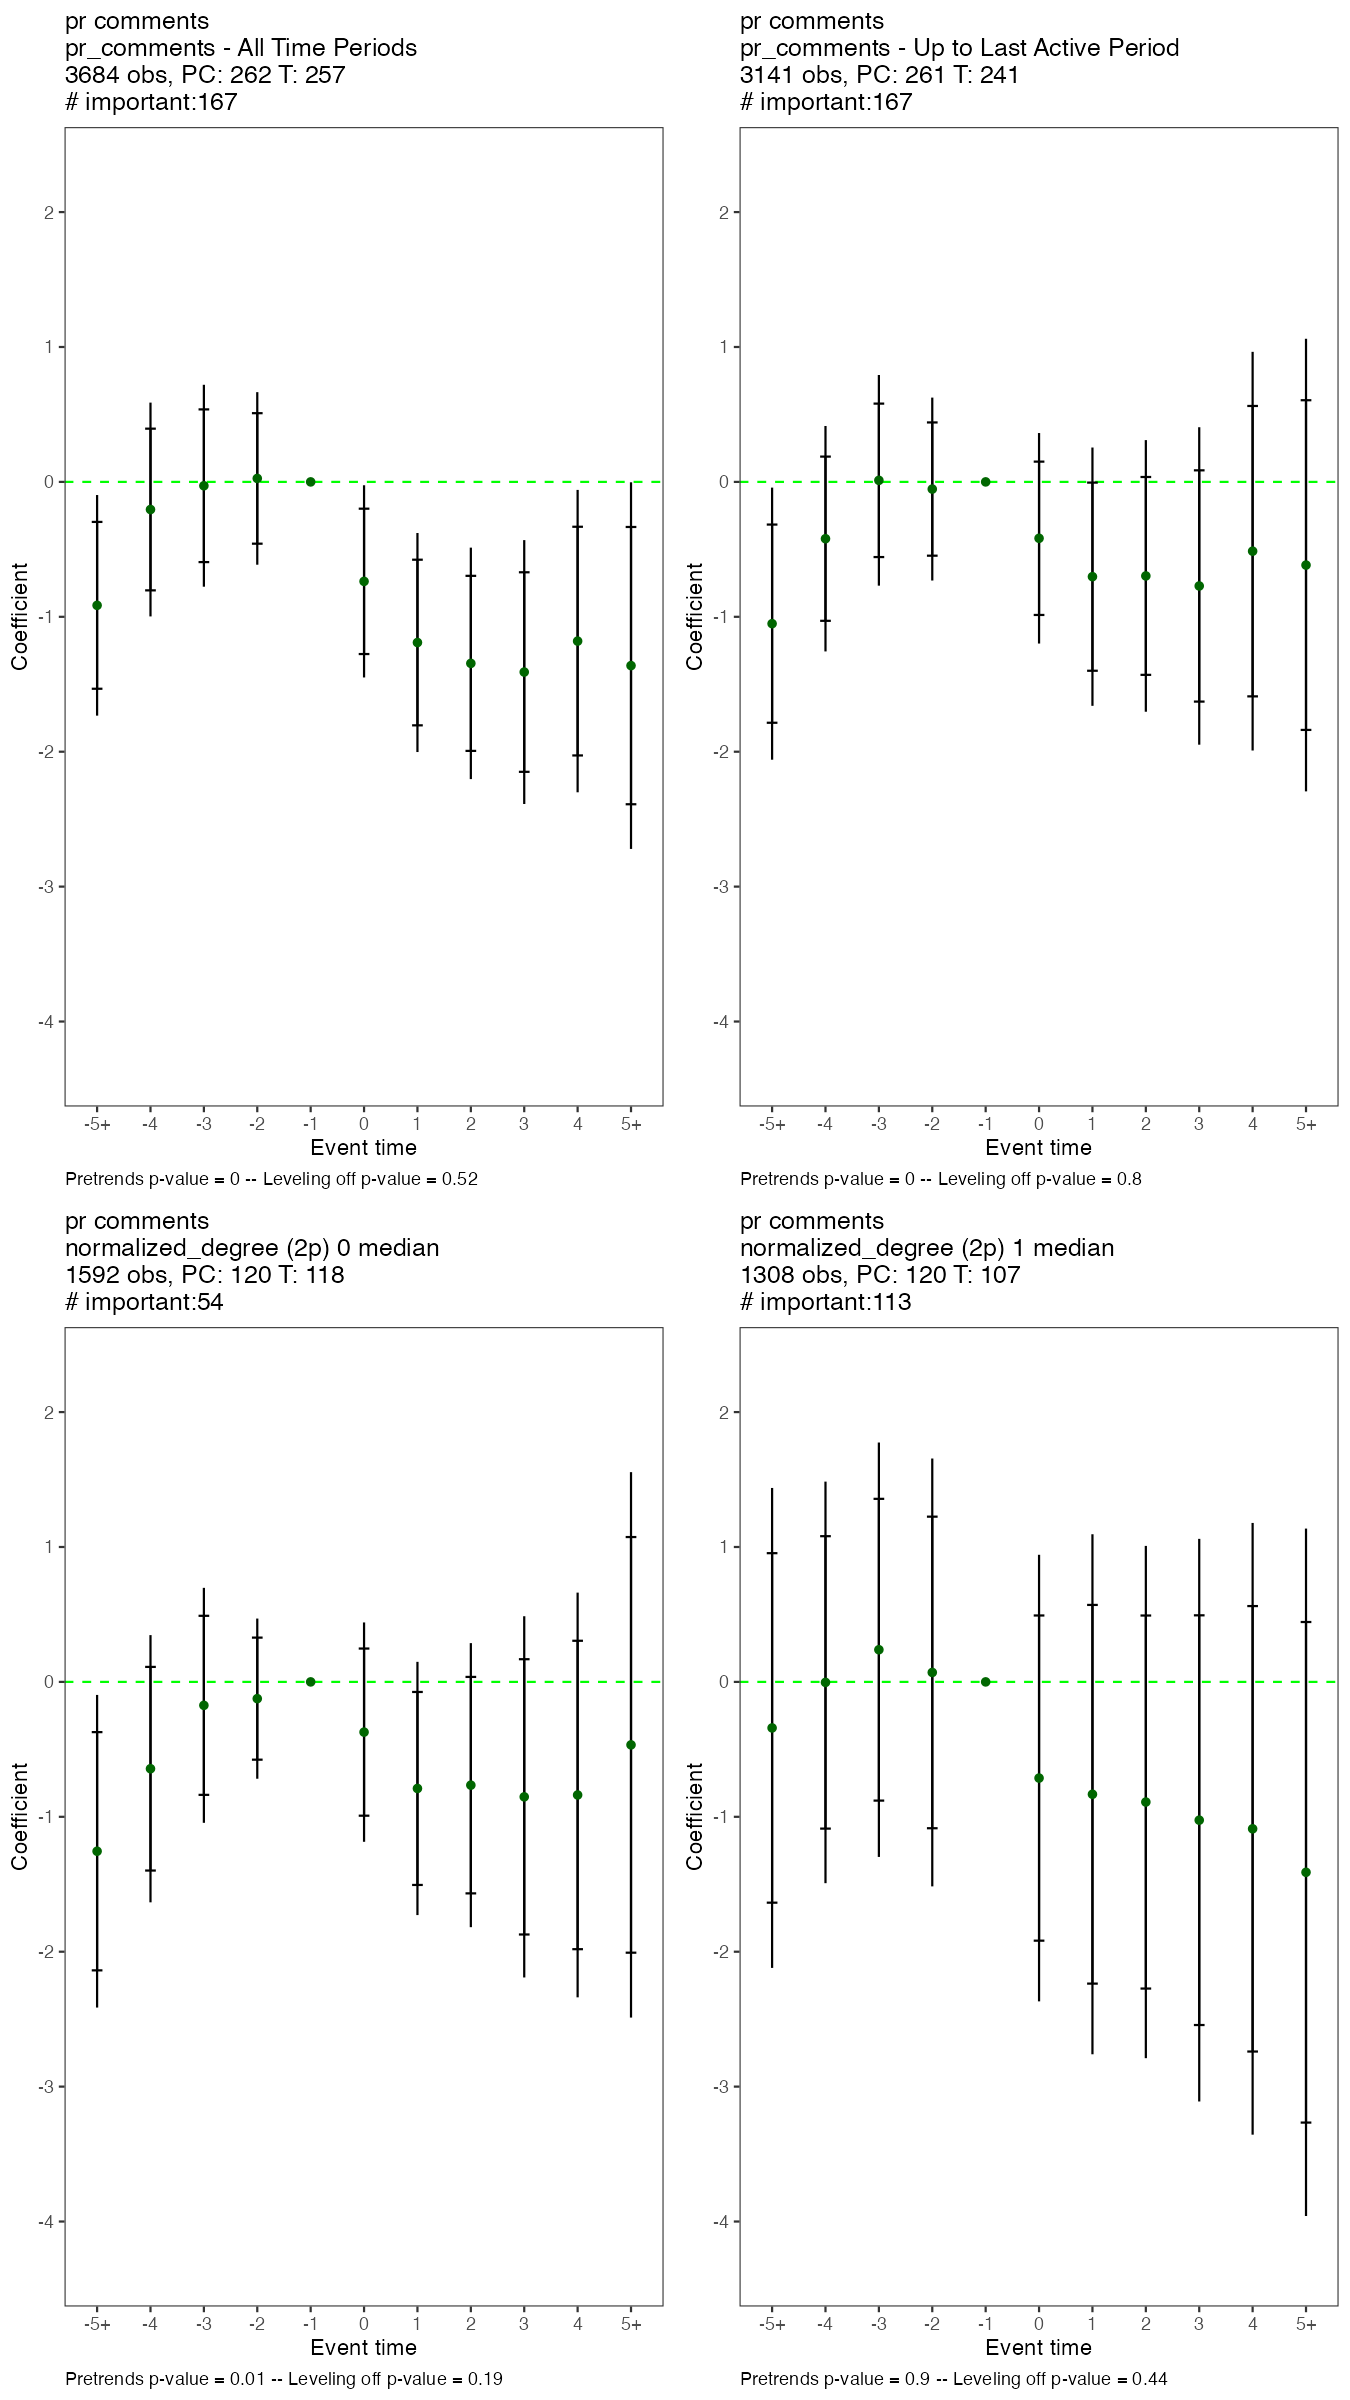 pr comments
pr_comments - All Time Periods
3684 obs, PC: 262 T: 257
# important:167
2
1
0
-1
-2
-3
-4
Coefficient
-5+ -4 -3 -2 -1 0 1 2 3 4 5+
Event time
Pretrends p-value = 0 -- Leveling off p-value = 0.52
pr comments
pr_comments - Up to Last Active Period
3141 obs, PC: 261 T: 241
# important:167
2
1
0
-1
-2
-3
-4
Coefficient
-5+ -4 -3 -2 -1 0 1 2 3 4 5+
Event time
Pretrends p-value = 0 -- Leveling off p-value = 0.8
pr comments
normalized_degree (2p) 0 median
1592 obs, PC: 120 T: 118
# important:54
2
1
0
-1
-2
-3
-4
Coefficient
-5+ -4 -3 -2 -1 0 1 2 3 4 5+
Event time
Pretrends p-value = 0.01 -- Leveling off p-value = 0.19
pr comments
normalized_degree (2p) 1 median
1308 obs, PC: 120 T: 107
# important:113
2
1
0
-1
-2
-3
-4
Coefficient
-5+ -4 -3 -2 -1 0 1 2 3 4 5+
Event time
Pretrends p-value = 0.9 -- Leveling off p-value = 0.44